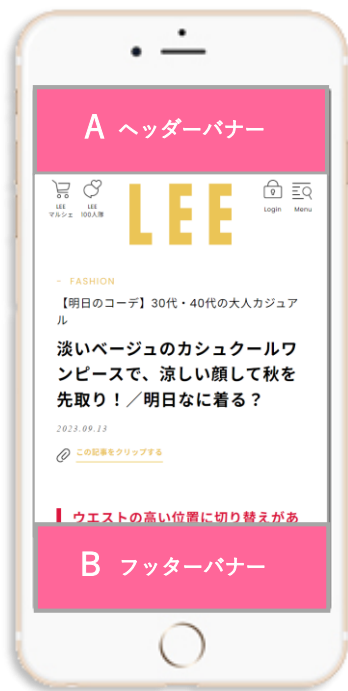 A ヘッダーバナー
LEE
マルシェ
LEE
100人隊
LEE
Login
Menu
- FASHION
【明日のコーデ】30代・40代の大人カジュア
ル
淡いベージュのカシュクールワ
ンピースで、涼しい顔して秋を
先取り！／明日なに着る？
2023.09.13
この記事をクリップする
ウエストの高い位置に切り替えがあ
B フッターバナー